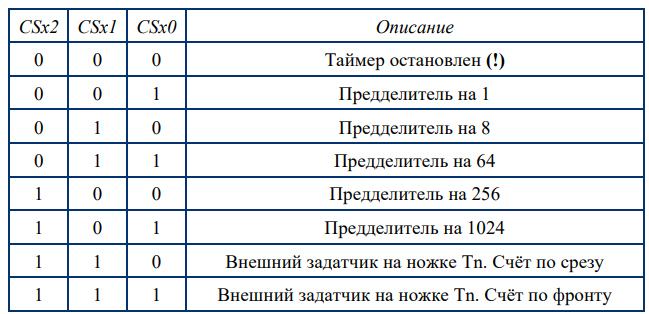 CSx2 CSx1 CSx0 Описание
0 0 0 Таймер остановлен (!)
0 0 1 Предделитель на 1
0 1 0 Предделитель на 8
0 1 1 Предделитель на 64
1 0 0 Предделитель на 256
1 0 1 Предделитель на 1024
1 1 0 Внешний задатчик на ножке Tn. Счёт по срезу
1 1 1 Внешний задатчик на ножке Tn. Счёт по фронту